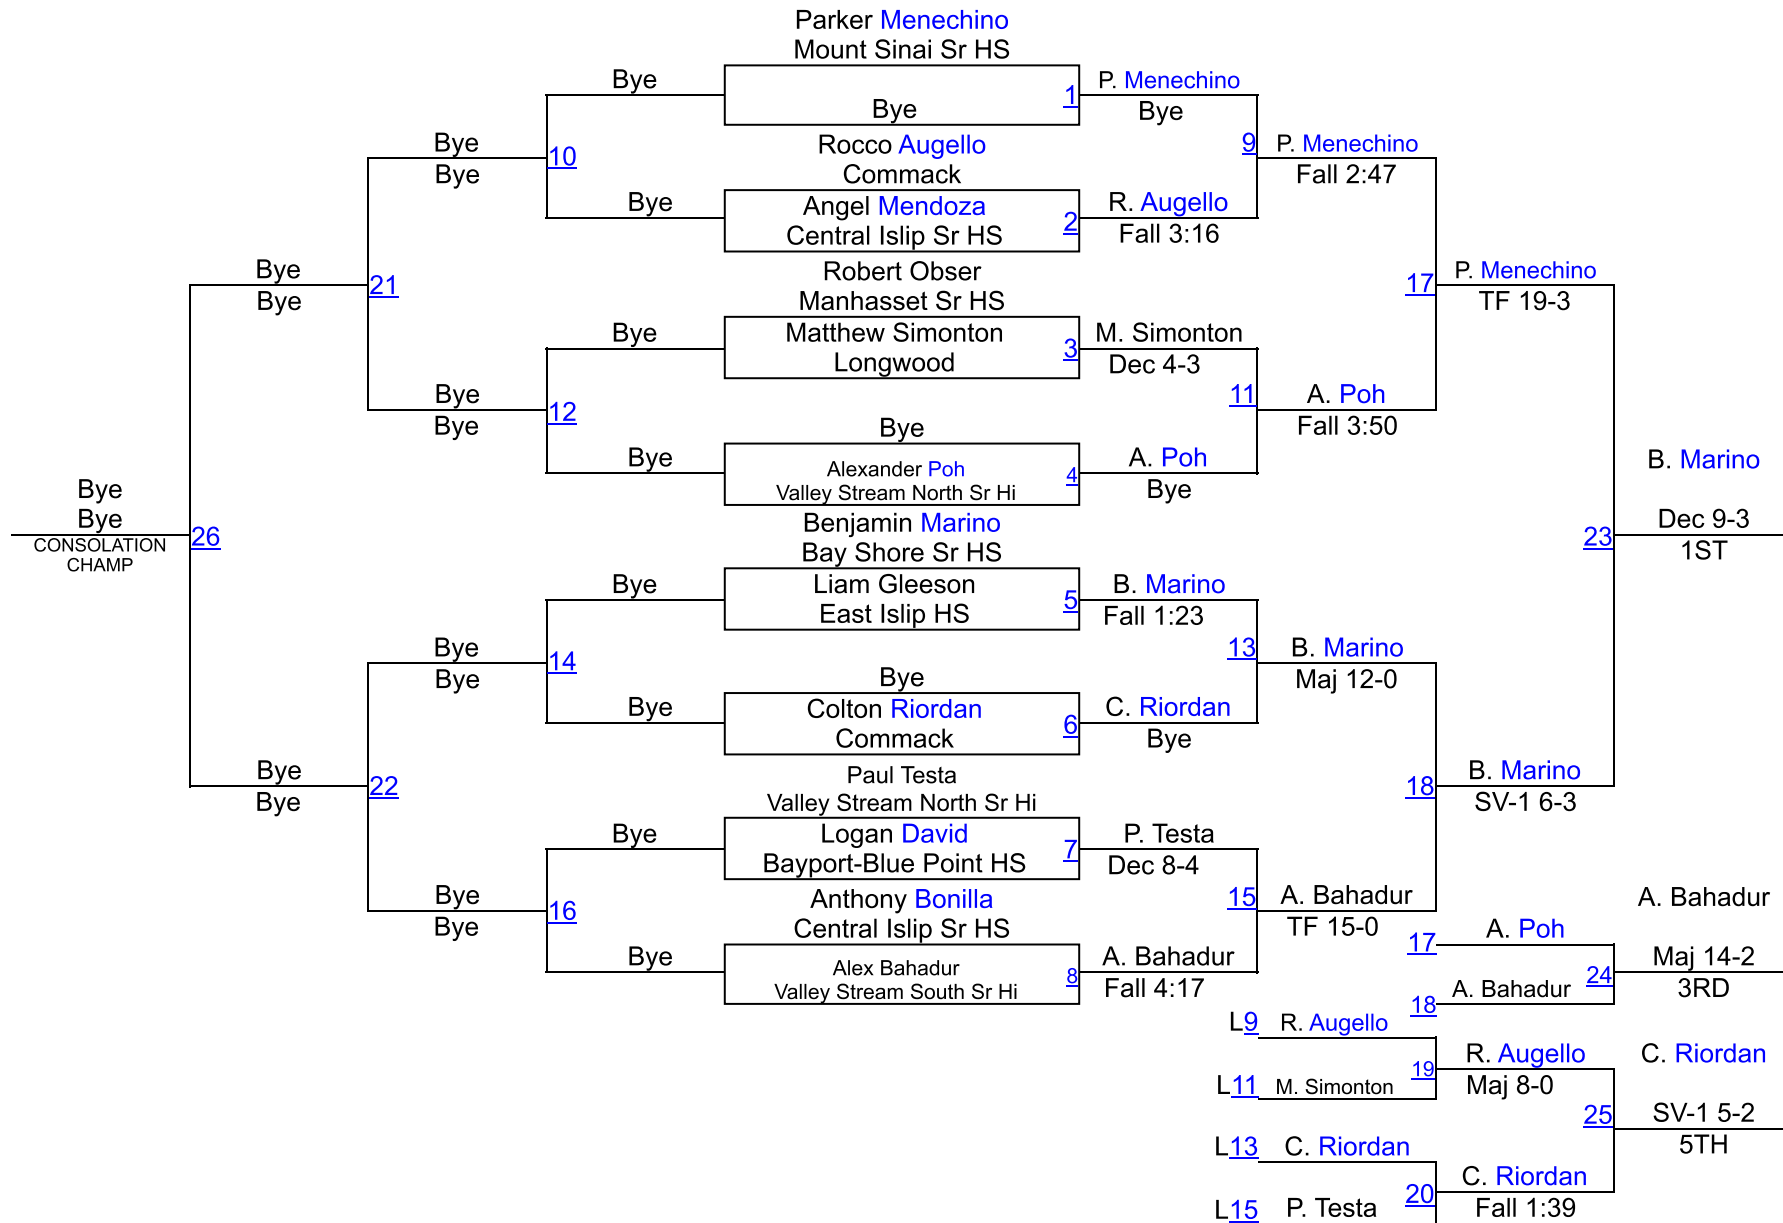 Parker Menechino
Mount Sinai Sr HS
Bye
1
Rocco Augello
Commack
Angel Mendoza
Central Islip Sr HS
2
Robert Obser
Manhasset Sr HS
Matthew Simonton
Longwood
3
Bye
Alexander Poh
Valley Stream North Sr Hi
4
Benjamin Marino
Bay Shore Sr HS
Liam Gleeson
East Islip HS
5
Bye
Colton Riordan
Commack
6
Paul Testa
Valley Stream North Sr Hi
Logan David
Bayport-Blue Point HS
7
Anthony Bonilla
Central Islip Sr HS
Alex Bahadur
Valley Stream South Sr Hi
8
P. Menechino
Bye
R. Augello
Fall 3:16
M. Simonton
Dec 4-3
A. Poh
Bye
B. Marino
Fall 1:23
C. Riordan
Bye
P. Testa
Dec 8-4
A. Bahadur
Fall 4:17
9
P. Menechino
Fall 2:47
11
A. Poh
Fall 3:50
13
B. Marino
Maj 12-0
15
A. Bahadur
TF 15-0
17
P. Menechino
TF 19-3
18
B. Marino
SV-1 6-3
23
B. Marino
Dec 9-3
1ST
17
A. Poh
18
A. Bahadur
24
A. Bahadur
Maj 14-2
3RD
L9
R. Augello
L11
M. Simonton
19
R. Augello
Maj 8-0
L13
C. Riordan
L15
P. Testa
20
C. Riordan
Fall 1:39
25
C. Riordan
SV-1 5-2
5TH
Bye
Bye
Bye
Bye
Bye
Bye
Bye
Bye
10
Bye
Bye
12
Bye
Bye
14
Bye
Bye
16
Bye
Bye
21
Bye
Bye
22
Bye
Bye
26
Bye
Bye
CONSOLATION
CHAMP